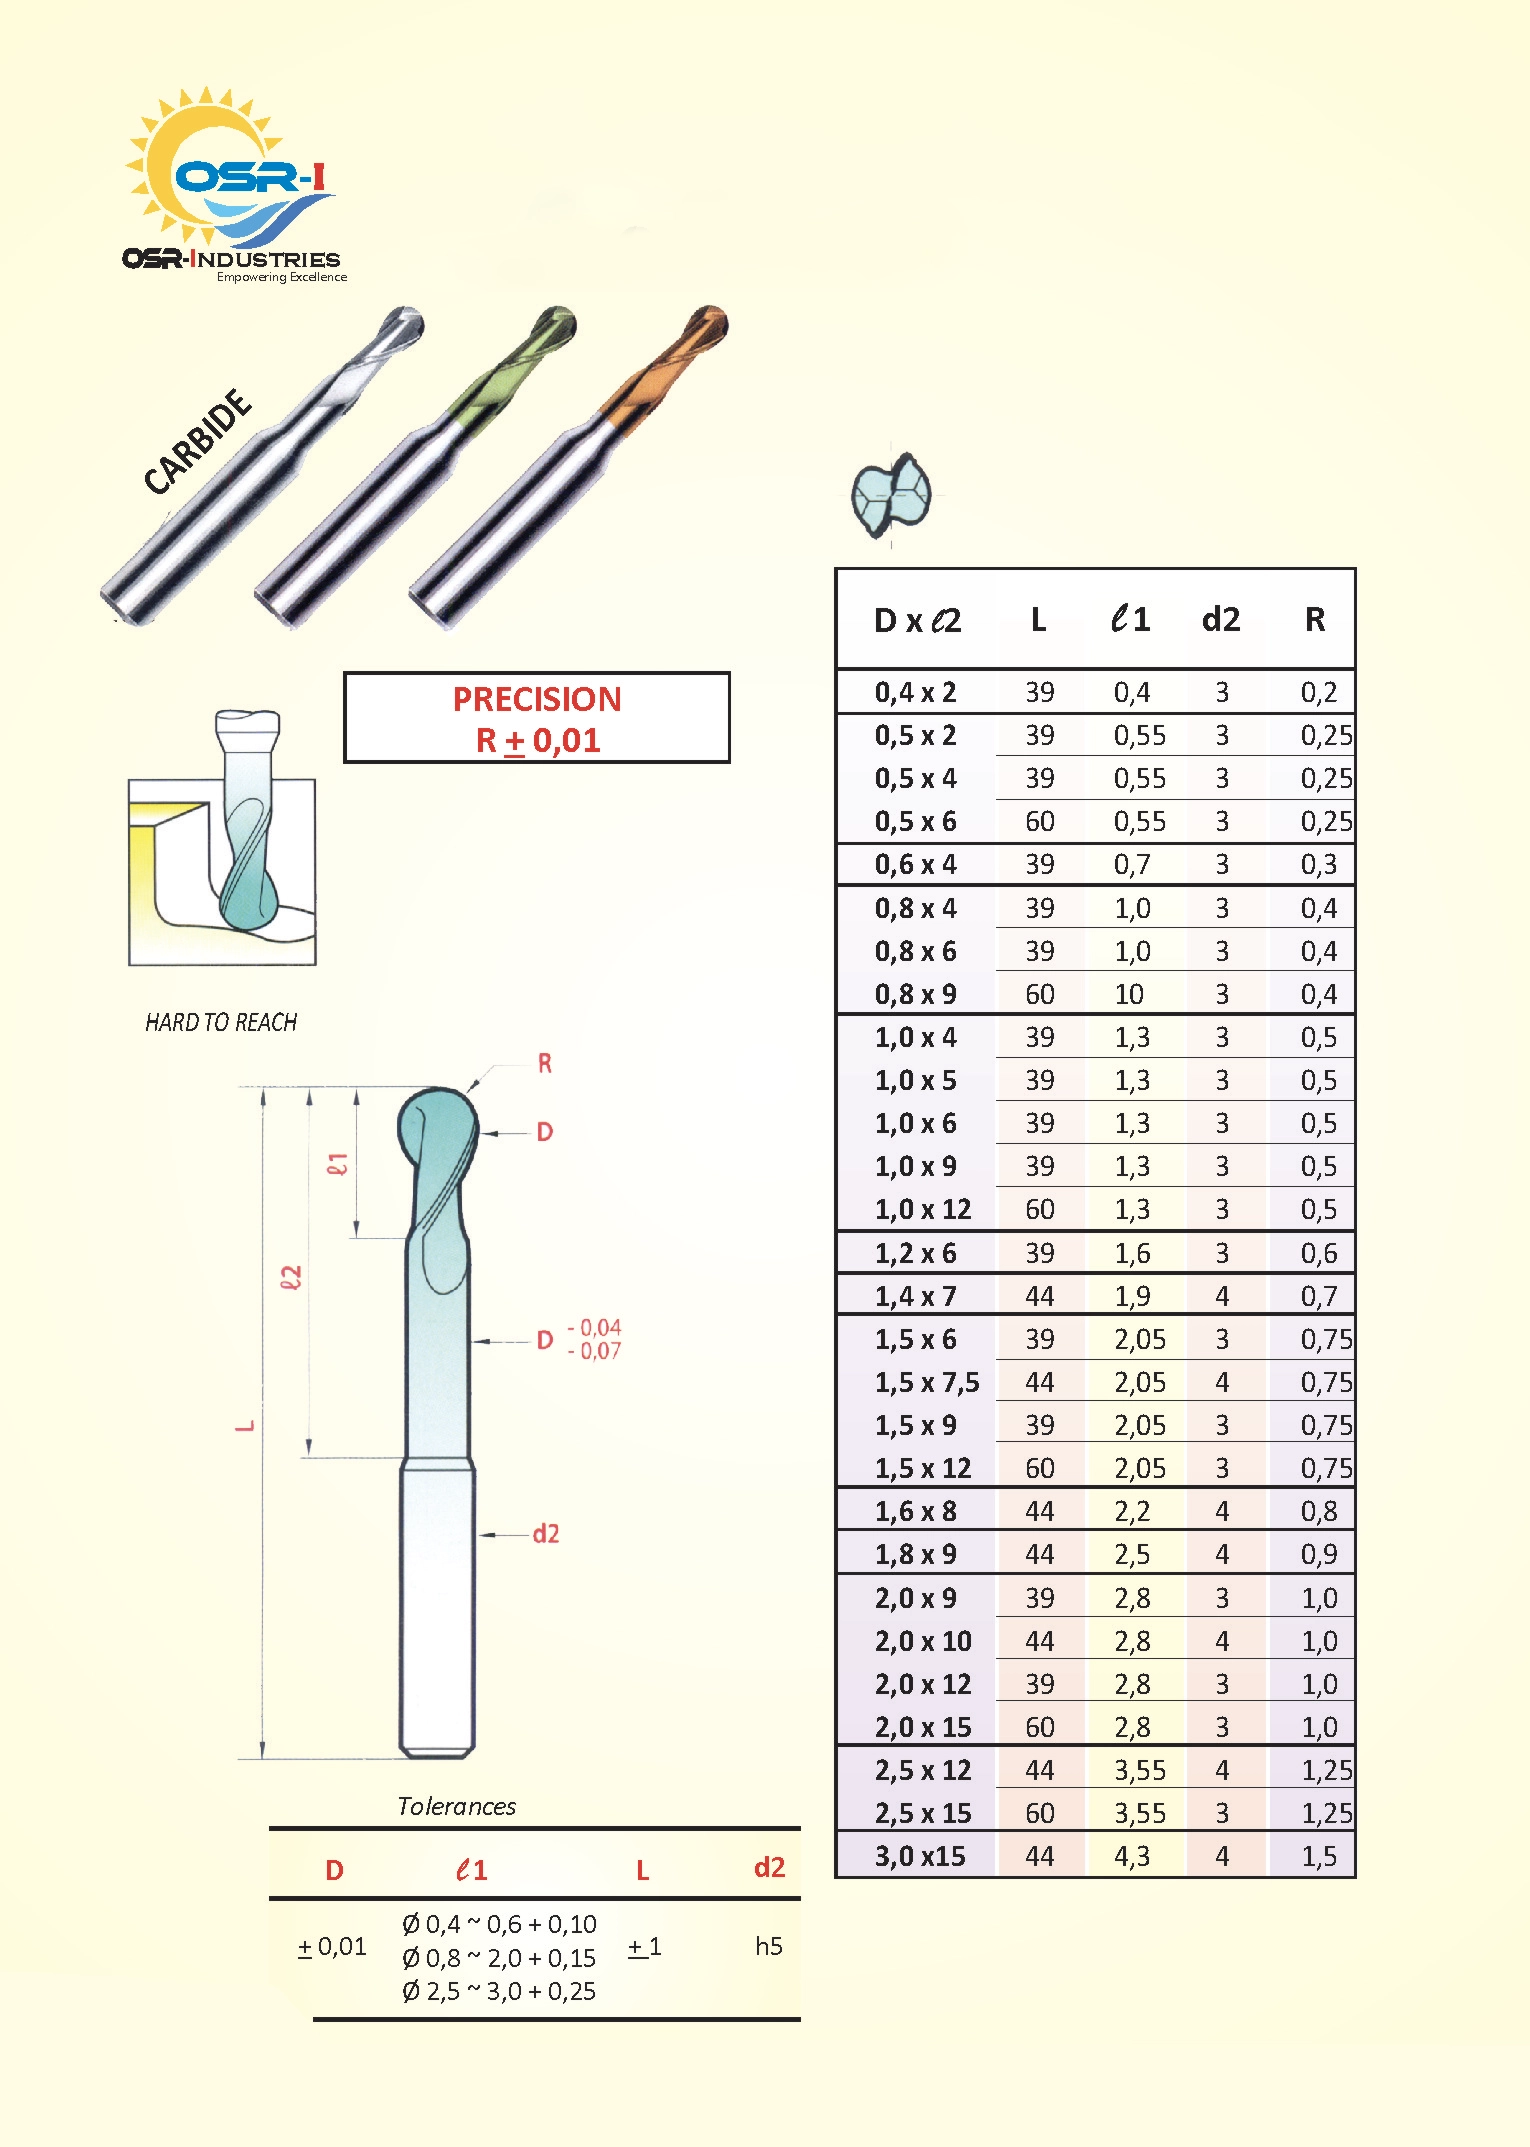 OSR-I
OSR-INDUSTRIES
Empowering Excellence
CARBIDE
PRECISION
R ± 0,01
HARD TO REACH
R
D
ℓ1
ℓ2
D - 0,04
- 0,07
L
d2
Tolerances
D ℓ1 L d2
± 0,01 Ø 0,4 ~ 0,6 + 0,10 ± 1 h5
Ø 0,8 ~ 2,0 + 0,15
Ø 2,5 ~ 3,0 + 0,25
D x ℓ2 L ℓ1 d2 R
0,4 x 2 39 0,4 3 0,2
0,5 x 2 39 0,55 3 0,25
0,5 x 4 39 0,55 3 0,25
0,5 x 6 60 0,55 3 0,25
0,6 x 4 39 0,7 3 0,3
0,8 x 4 39 1,0 3 0,4
0,8 x 6 39 1,0 3 0,4
0,8 x 9 60 10 3 0,4
1,0 x 4 39 1,3 3 0,5
1,0 x 5 39 1,3 3 0,5
1,0 x 6 39 1,3 3 0,5
1,0 x 9 39 1,3 3 0,5
1,0 x 12 60 1,3 3 0,5
1,2 x 6 39 1,6 3 0,6
1,4 x 7 44 1,9 4 0,7
1,5 x 6 39 2,05 3 0,75
1,5 x 7,5 44 2,05 4 0,75
1,5 x 9 39 2,05 3 0,75
1,5 x 12 60 2,05 3 0,75
1,6 x 8 44 2,2 4 0,8
1,8 x 9 44 2,5 4 0,9
2,0 x 9 39 2,8 3 1,0
2,0 x 10 44 2,8 4 1,0
2,0 x 12 39 2,8 3 1,0
2,0 x 15 60 2,8 3 1,0
2,5 x 12 44 3,55 4 1,25
2,5 x 15 60 3,55 3 1,25
3,0 x15 44 4,3 4 1,5